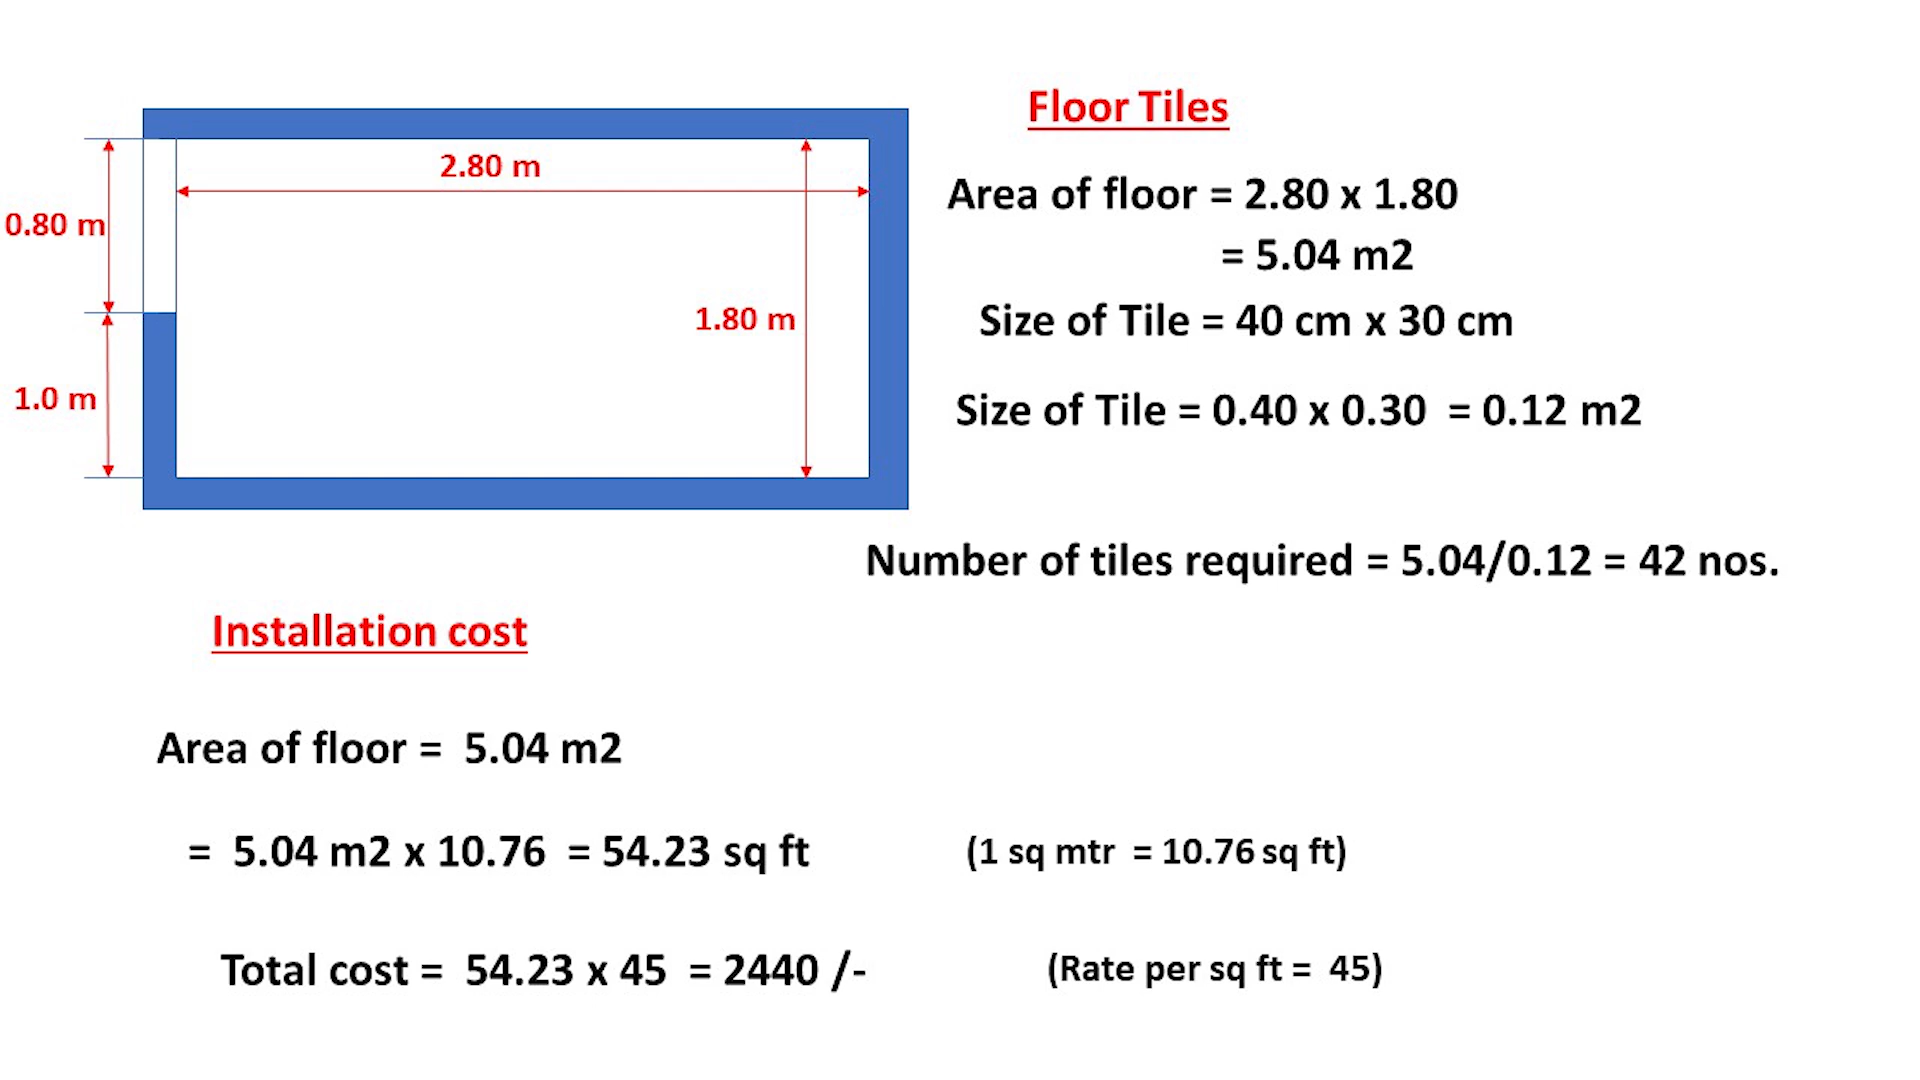 Floor Tiles
2.80 m
Area of floor = 2.80 x 1.80
0.80 m
= 5.04 m2
1.80 m
Size of Tile = 40 cm x 30 cm
1.0 m
Size of Tile = 0.40 x 0.30 = 0.12 m2
Number of tiles required = 5.04/0.12 = 42 nos.
Installation cost
Area of floor = 5.04 m2
= 5.04 m2 x 10.76 = 54.23 sq ft
(1 sq mtr = 10.76 sq ft)
Total cost = 54.23 x 45 = 2440 /-
(Rate per sq ft = 45)